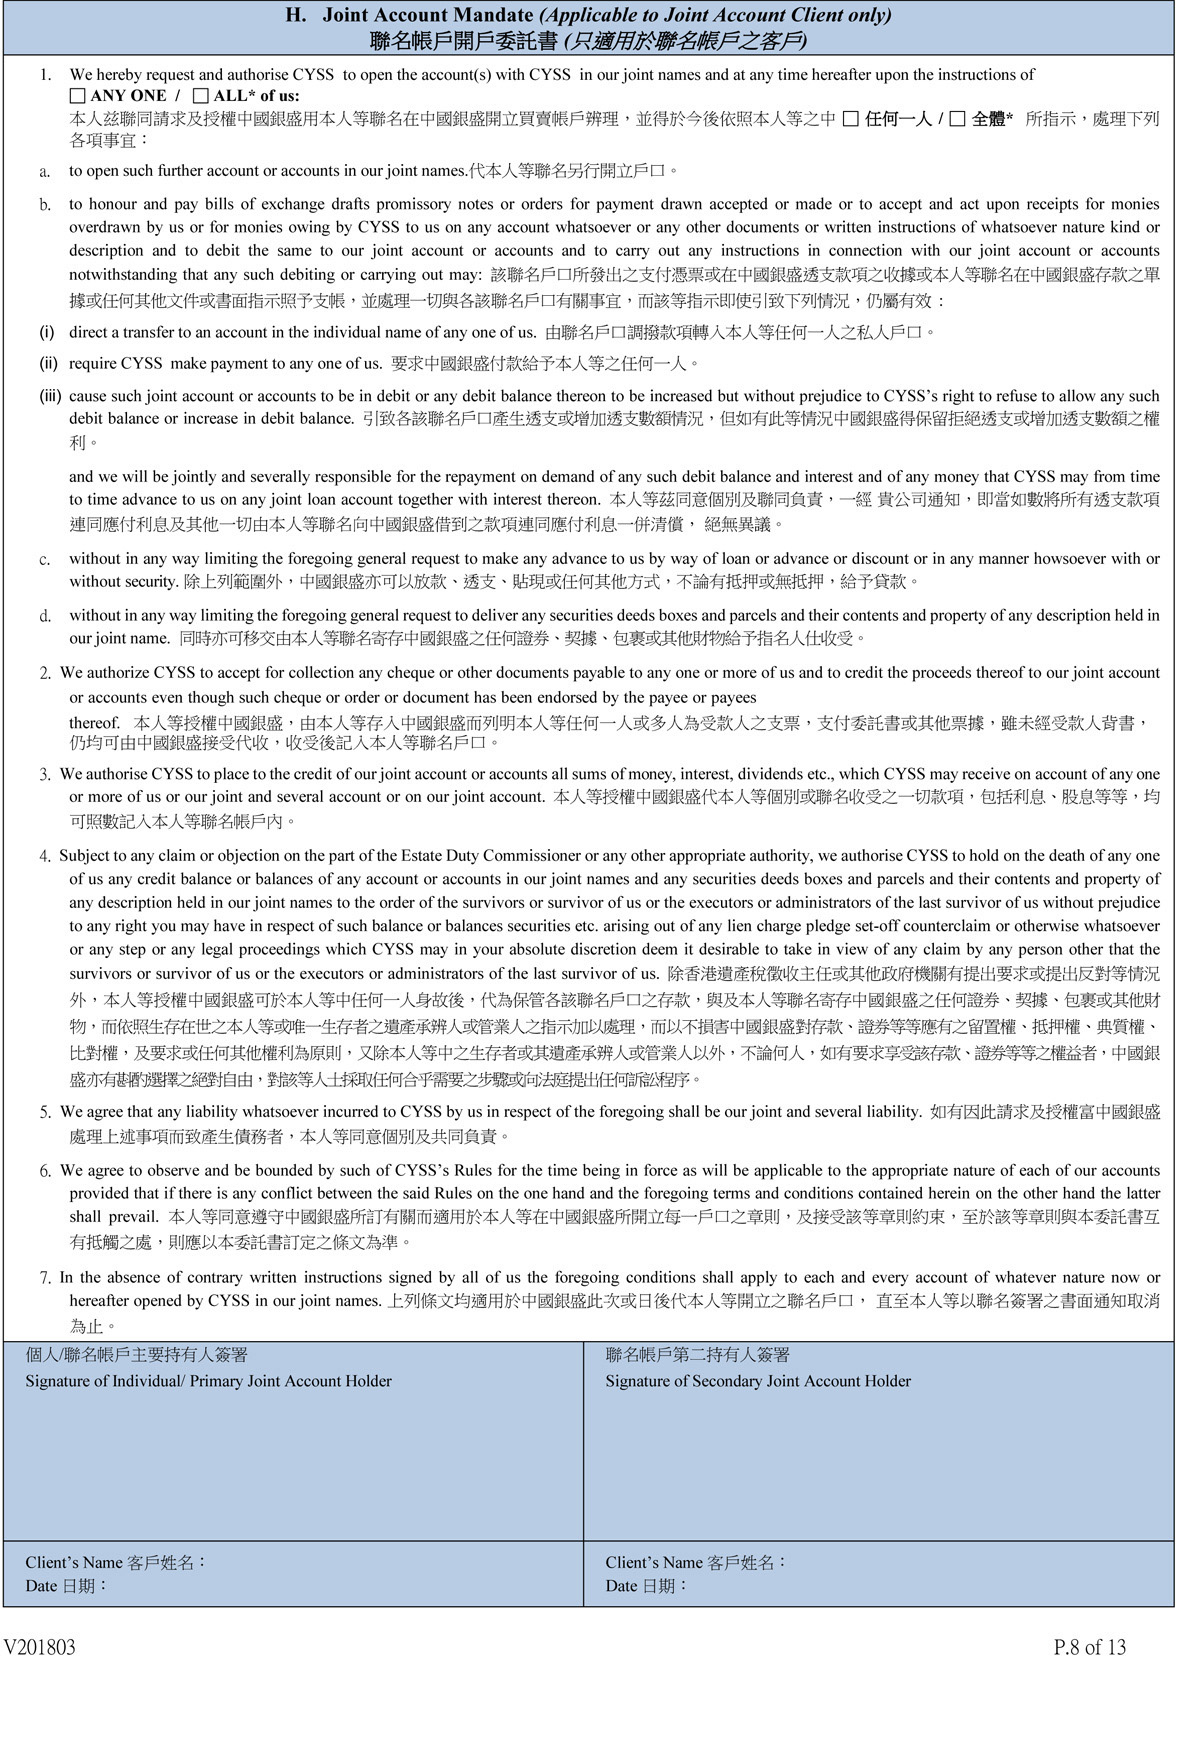 H. Joint Account Mandate (Applicable to Joint Account Client only)
聯名帳戶開戶委託書 (只適用於聯名帳戶之客戶)
1. We hereby request and authorise CYSS to open the account(s) with CYSS in our joint names and at any time hereafter upon the instructions of
☐ ANY ONE / ☐ ALL* of us:
本人茲聯同請求及授權中國銀盛用本人等聯名在中國銀盛開立買賣帳戶辨理，並得於今後依照本人等之中 ☐ 任何一人 / ☐ 全體* 所指示，處理下列
各項事宜：
a. to open such further account or accounts in our joint names.代本人等聯名另行開立戶口。
b. to honour and pay bills of exchange drafts promissory notes or orders for payment drawn accepted or made or to accept and act upon receipts for monies
overdrawn by us or for monies owing by CYSS to us on any account whatsoever or any other documents or written instructions of whatsoever nature kind or
description and to debit the same to our joint account or accounts and to carry out any instructions in connection with our joint account or accounts
notwithstanding that any such debiting or carrying out may: 該聯名戶口所發出之支付憑票或在中國銀盛透支款項之收據或本人等聯名在中國銀盛存款之單
據或任何其他文件或書面指示照予支帳，並處理一切與各該聯名戶口有關事宜，而該等指示即使引致下列情況，仍屬有效：
(i) direct a transfer to an account in the individual name of any one of us. 由聯名戶口調撥款項轉入本人等任何一人之私人戶口。
(ii) require CYSS make payment to any one of us. 要求中國銀盛付款給予本人等之任何一人。
(iii) cause such joint account or accounts to be in debit or any debit balance thereon to be increased but without prejudice to CYSS's right to refuse to allow any such
debit balance or increase in debit balance. 引致各該聯名戶口產生透支或增加透支數額情況，但如有此等情況中國銀盛得保留拒絕透支或增加透支數額之權
利。
and we will be jointly and severally responsible for the repayment on demand of any such debit balance and interest and of any money that CYSS may from time
to time advance to us on any joint loan account together with interest thereon. 本人等茲同意個別及聯同負責，一經 貴公司通知，即當如數將所有透支款項
連同應付利息及其他一切由本人等聯名向中國銀盛借到之款項連同應付利息一併清償， 絕無異議。
c. without in any way limiting the foregoing general request to make any advance to us by way of loan or advance or discount or in any manner howsoever with or
without security. 除上列範圍外，中國銀盛亦可以放款、透支、貼現或任何其他方式，不論有抵押或無抵押，給予貸款。
d. without in any way limiting the foregoing general request to deliver any securities deeds boxes and parcels and their contents and property of any description held in
our joint name. 同時亦可移交由本人等聯名寄存中國銀盛之任何證券、契據、包裹或其他財物給予指名人仕收受。
2. We authorize CYSS to accept for collection any cheque or other documents payable to any one or more of us and to credit the proceeds thereof to our joint account
or accounts even though such cheque or order or document has been endorsed by the payee or payees
thereof. 本人等授權中國銀盛，由本人等存入中國銀盛而列明本人等任何一人或多人為受款人之支票，支付委託書或其他票據，雖未經受款人背書，
仍均可由中國銀盛接受代收，收受後記入本人等聯名戶口。
3. We authorise CYSS to place to the credit of our joint account or accounts all sums of money, interest, dividends etc., which CYSS may receive on account of any one
or more of us or our joint and several account or on our joint account. 本人等授權中國銀盛代本人等個別或聯名收受之一切款項，包括利息、股息等等，均
可照數記入本人等聯名帳戶內。
4. Subject to any claim or objection on the part of the Estate Duty Commissioner or any other appropriate authority, we authorise CYSS to hold on the death of any one
of us any credit balance or balances of any account or accounts in our joint names and any securities deeds boxes and parcels and their contents and property of
any description held in our joint names to the order of the survivors or survivor of us or the executors or administrators of the last survivor of us without prejudice
to any right you may have in respect of such balance or balances securities etc. arising out of any lien charge pledge set-off counterclaim or otherwise whatsoever
or any step or any legal proceedings which CYSS may in your absolute discretion deem it desirable to take in view of any claim by any person other that the
survivors or survivor of us or the executors or administrators of the last survivor of us. 除香港遺產稅徵收主任或其他政府機關有提出要求或提出反對等情況
外，本人等授權中國銀盛可於本人等中任何一人身故後，代為保管各該聯名戶口之存款，與及本人等聯名寄存中國銀盛之任何證券、契據、包裹或其他財
物，而依照生存在世之本人等或唯一生存者之遺產承辨人或管業人之指示加以處理，而以不損害中國銀盛對存款、證券等等應有之留置權、抵押權、典質權、
比對權，及要求或任何其他權利為原則，又除本人等中之生存者或其遺產承辨人或管業人以外，不論何人，如有要求享受該存款、證券等等之權益者，中國銀
盛亦有斟酌選擇之絕對自由，對該等人士採取任何合乎需要之步驟或向法庭提出任何訴訟程序。
5. We agree that any liability whatsoever incurred to CYSS by us in respect of the foregoing shall be our joint and several liability. 如有因此請求及授權富中國銀盛
處理上述事項而致產生債務者，本人等同意個別及共同負責。
6. We agree to observe and be bounded by such of CYSS's Rules for the time being in force as will be applicable to the appropriate nature of each of our accounts
provided that if there is any conflict between the said Rules on the one hand and the foregoing terms and conditions contained herein on the other hand the latter
shall prevail. 本人等同意遵守中國銀盛所訂有關而適用於本人等在中國銀盛所開立每一戶口之章則，及接受該等章則約束，至於該等章則與本委託書互
有抵觸之處，則應以本委託書訂定之條文為準。
7. In the absence of contrary written instructions signed by all of us the foregoing conditions shall apply to each and every account of whatever nature now or
hereafter opened by CYSS in our joint names. 上列條文均適用於中國銀盛此次或日後代本人等開立之聯名戶口， 直至本人等以聯名簽署之書面通知取消
為止。
個人/聯名帳戶主要持有人簽署
Signature of Individual/ Primary Joint Account Holder
聯名帳戶第二持有人簽署
Signature of Secondary Joint Account Holder
Client's Name 客戶姓名：
Date 日期：
Client's Name 客戶姓名：
Date 日期：
V201803
P.8 of 13